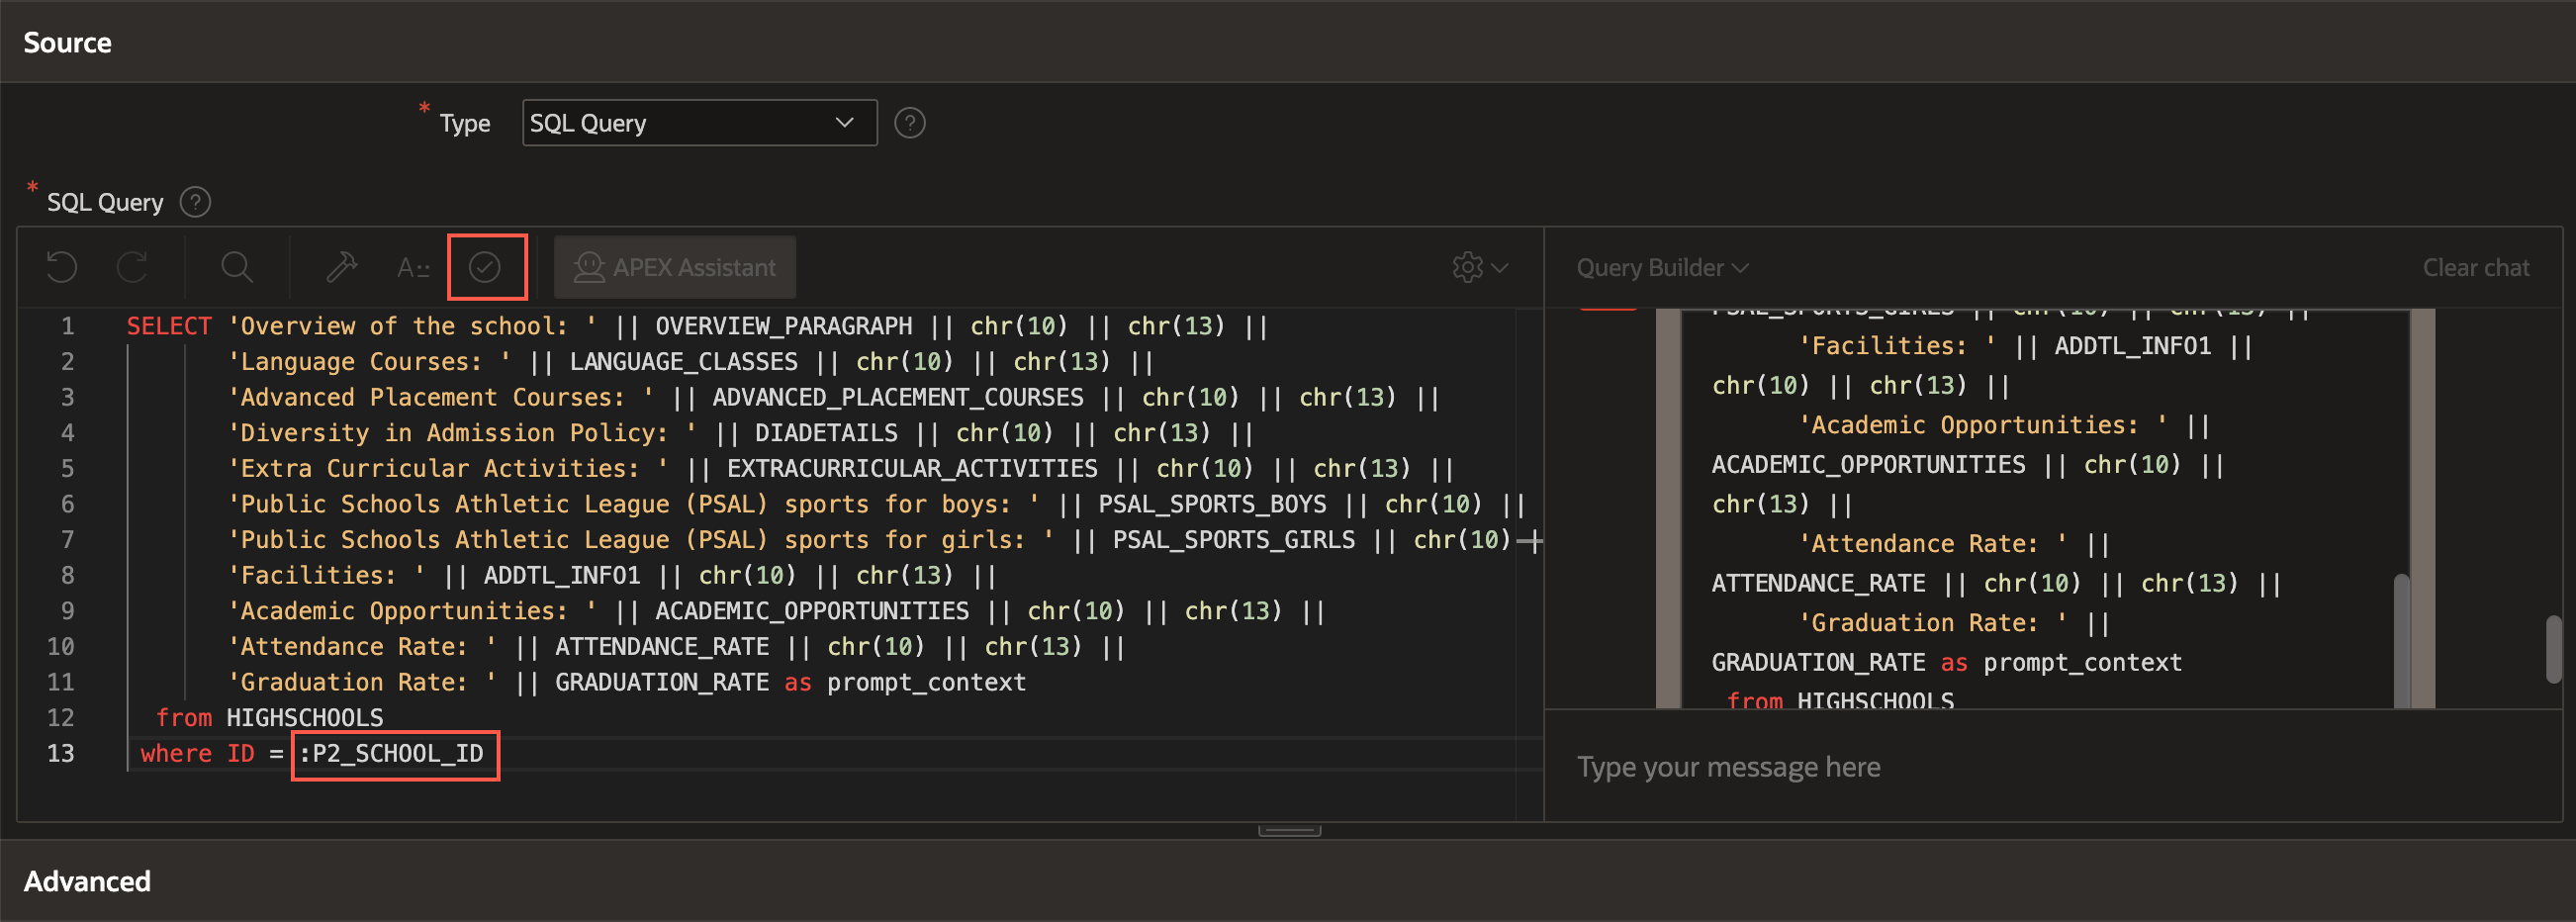 Source
* Type SQL Query ?
* SQL Query ?
A:: APEX Assistant
1 SELECT 'Overview of the school: ' || OVERVIEW_PARAGRAPH || chr(10) || chr(13) ||
2 'Language Courses: ' || LANGUAGE_CLASSES || chr(10) || chr(13) ||
3 'Advanced Placement Courses: ' || ADVANCED_PLACEMENT_COURSES || chr(10) || chr(13) ||
4 'Diversity in Admission Policy: ' || DIADETAILS || chr(10) || chr(13) ||
5 'Extra Curricular Activities: ' || EXTRACURRICULAR_ACTIVITIES || chr(10) || chr(13) ||
6 'Public Schools Athletic League (PSAL) sports for boys: ' || PSAL_SPORTS_BOYS || chr(10) ||
7 'Public Schools Athletic League (PSAL) sports for girls: ' || PSAL_SPORTS_GIRLS || chr(10)
8 'Facilities: ' || ADDTL_INFO1 || chr(10) || chr(13) ||
9 'Academic Opportunities: ' || ACADEMIC_OPPORTUNITIES || chr(10) || chr(13) ||
10 'Attendance Rate: ' || ATTENDANCE_RATE || chr(10) || chr(13) ||
11 'Graduation Rate: ' || GRADUATION_RATE as prompt_context
12 from HIGHSCHOOLS
13 where ID = :P2_SCHOOL_ID
Query Builder
Clear chat
PSAL_SPORTS_GIRLS || chr(10) || chr(13) ||
'Facilities: ' || ADDTL_INFO1 ||
chr(10) || chr(13) ||
'Academic Opportunities: ' ||
ACADEMIC_OPPORTUNITIES || chr(10) ||
chr(13) ||
'Attendance Rate: ' ||
ATTENDANCE_RATE || chr(10) || chr(13) ||
'Graduation Rate: ' ||
GRADUATION_RATE as prompt_context
from HIGHSCHOOLS
Type your message here
Advanced